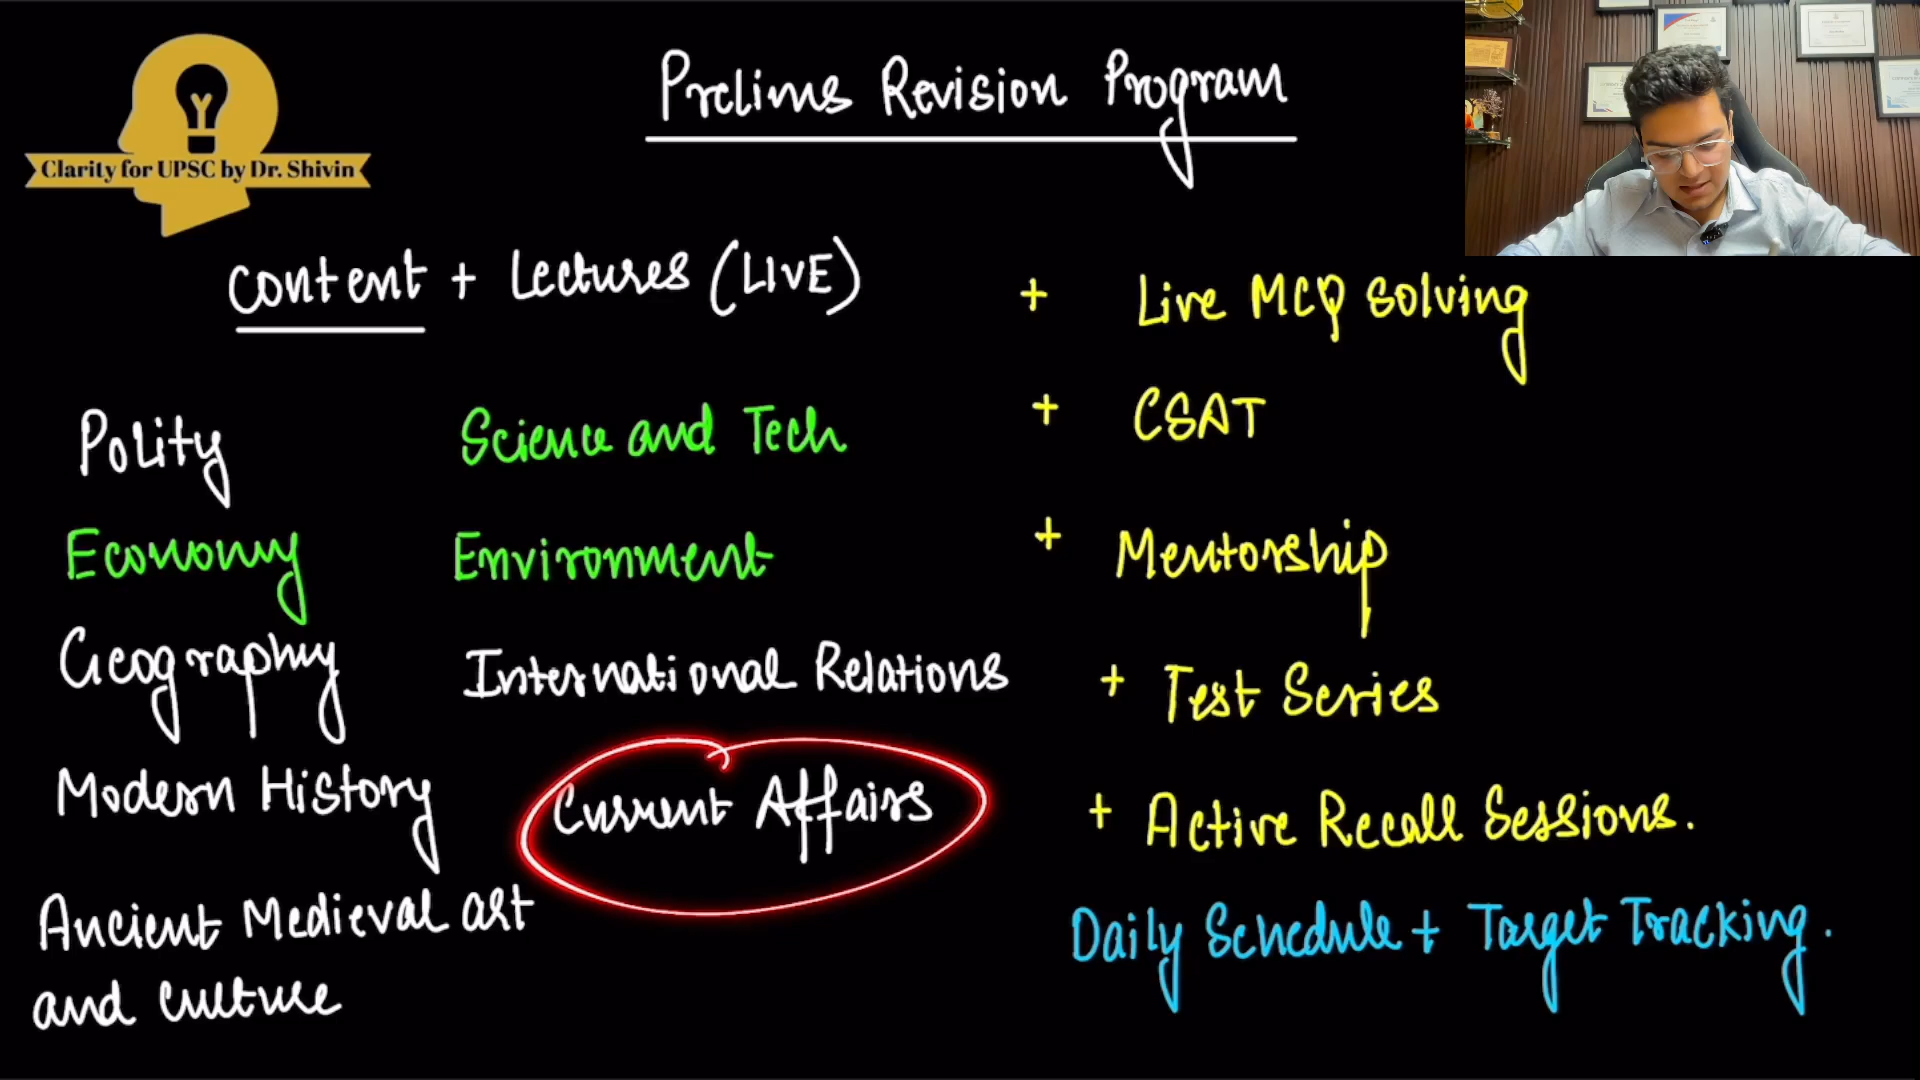 Prelims Revision Program
Clarity for UPSC by Dr. Shivin
Content + Lectures (LIVE)
Polity
Economy
Geography
Modern History
Ancient Medieval art
and culture
Science and Tech
Environment
International Relations
Current Affairs
+ Live MCQ Solving
+ CSAT
+ Mentorship
+ Test Series
+ Active Recall Sessions.
Daily Schedule + Target Tracking.